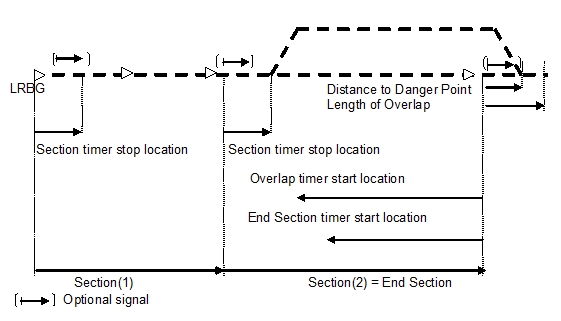 LRBG
Distance to Danger Point
Length of Overlap
Section timer stop location
Section timer stop location
Overlap timer start location
End Section timer start location
Section(1)
Section(2) = End Section
Optional signal